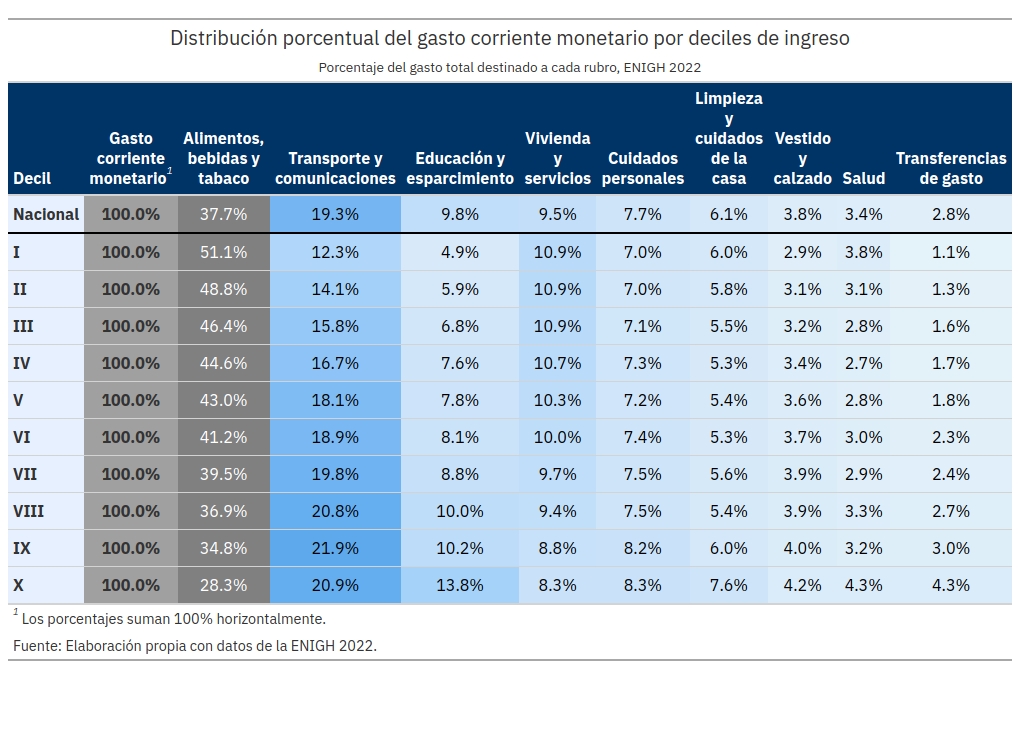 Distribución porcentual del gasto corriente monetario por deciles de ingreso
Porcentaje del gasto total destinado a cada rubro, ENIGH 2022
Decil Gasto corriente monetario1 Alimentos, bebidas y tabaco Transporte y comunicaciones Educación y esparcimiento Vivienda y servicios Cuidados personales Limpieza y cuidados de la casa Vestido y calzado Salud Transferencias de gasto
Nacional 100.0% 37.7% 19.3% 9.8% 9.5% 7.7% 6.1% 3.8% 3.4% 2.8%
I 100.0% 51.1% 12.3% 4.9% 10.9% 7.0% 6.0% 2.9% 3.8% 1.1%
II 100.0% 48.8% 14.1% 5.9% 10.9% 7.0% 5.8% 3.1% 3.1% 1.3%
III 100.0% 46.4% 15.8% 6.8% 10.9% 7.1% 5.5% 3.2% 2.8% 1.6%
IV 100.0% 44.6% 16.7% 7.6% 10.7% 7.3% 5.3% 3.4% 2.7% 1.7%
V 100.0% 43.0% 18.1% 7.8% 10.3% 7.2% 5.4% 3.6% 2.8% 1.8%
VI 100.0% 41.2% 18.9% 8.1% 10.0% 7.4% 5.3% 3.7% 3.0% 2.3%
VII 100.0% 39.5% 19.8% 8.8% 9.7% 7.5% 5.6% 3.9% 2.9% 2.4%
VIII 100.0% 36.9% 20.8% 10.0% 9.4% 7.5% 5.4% 3.9% 3.3% 2.7%
IX 100.0% 34.8% 21.9% 10.2% 8.8% 8.2% 6.0% 4.0% 3.2% 3.0%
X 100.0% 28.3% 20.9% 13.8% 8.3% 8.3% 7.6% 4.2% 4.3% 4.3%
1 Los porcentajes suman 100% horizontalmente.
Fuente: Elaboración propia con datos de la ENIGH 2022.